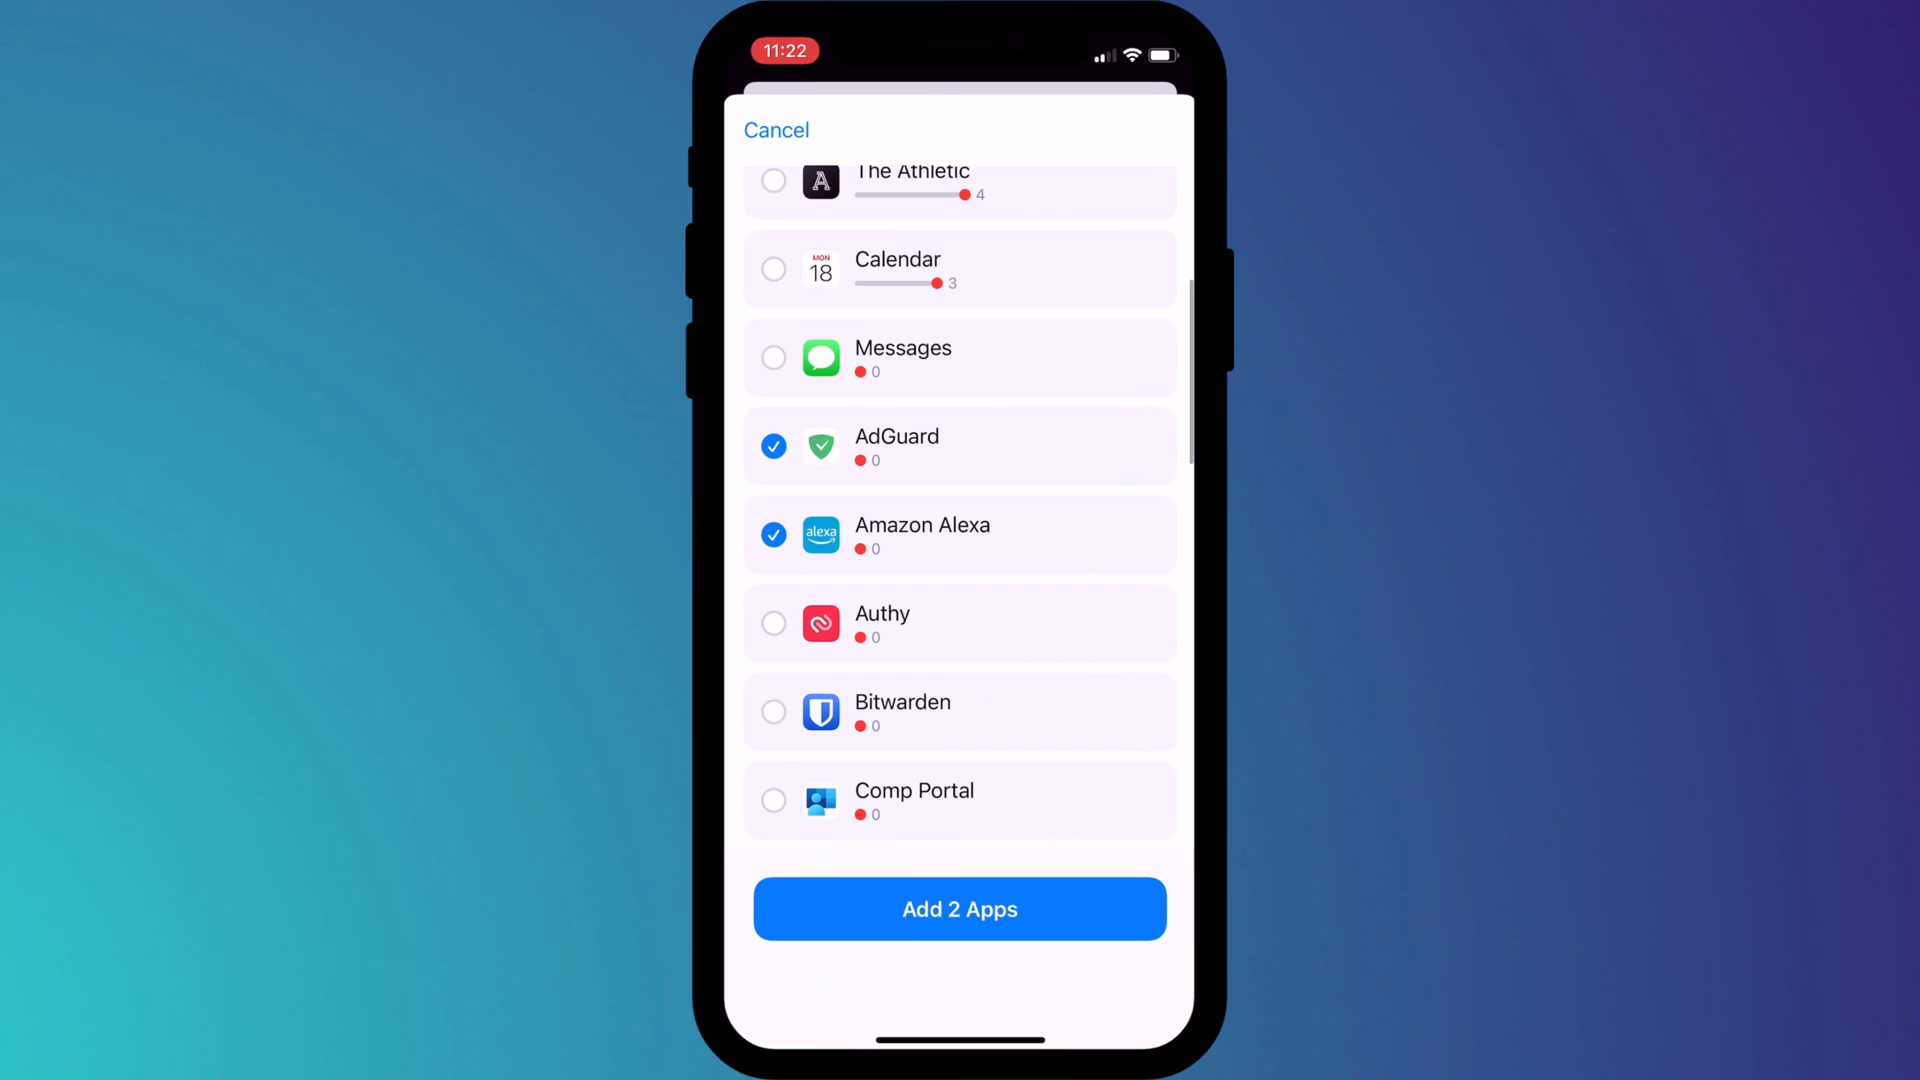 11:22
Cancel
The Athletic
4
MON
18
Calendar
3
Messages
0
AdGuard
0
alexa
Amazon Alexa
0
Authy
0
Bitwarden
0
Comp Portal
0
Add 2 Apps